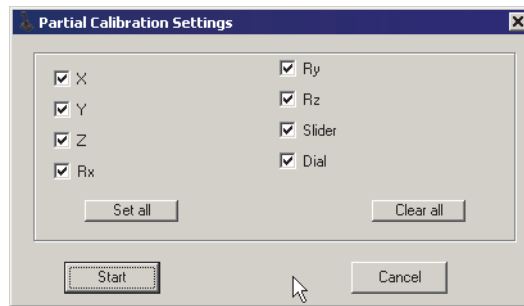 Partial Calibration Settings
X
Y
Z
Rx
Ry
Rz
Slider
Dial
Set all
Clear all
Start
Cancel